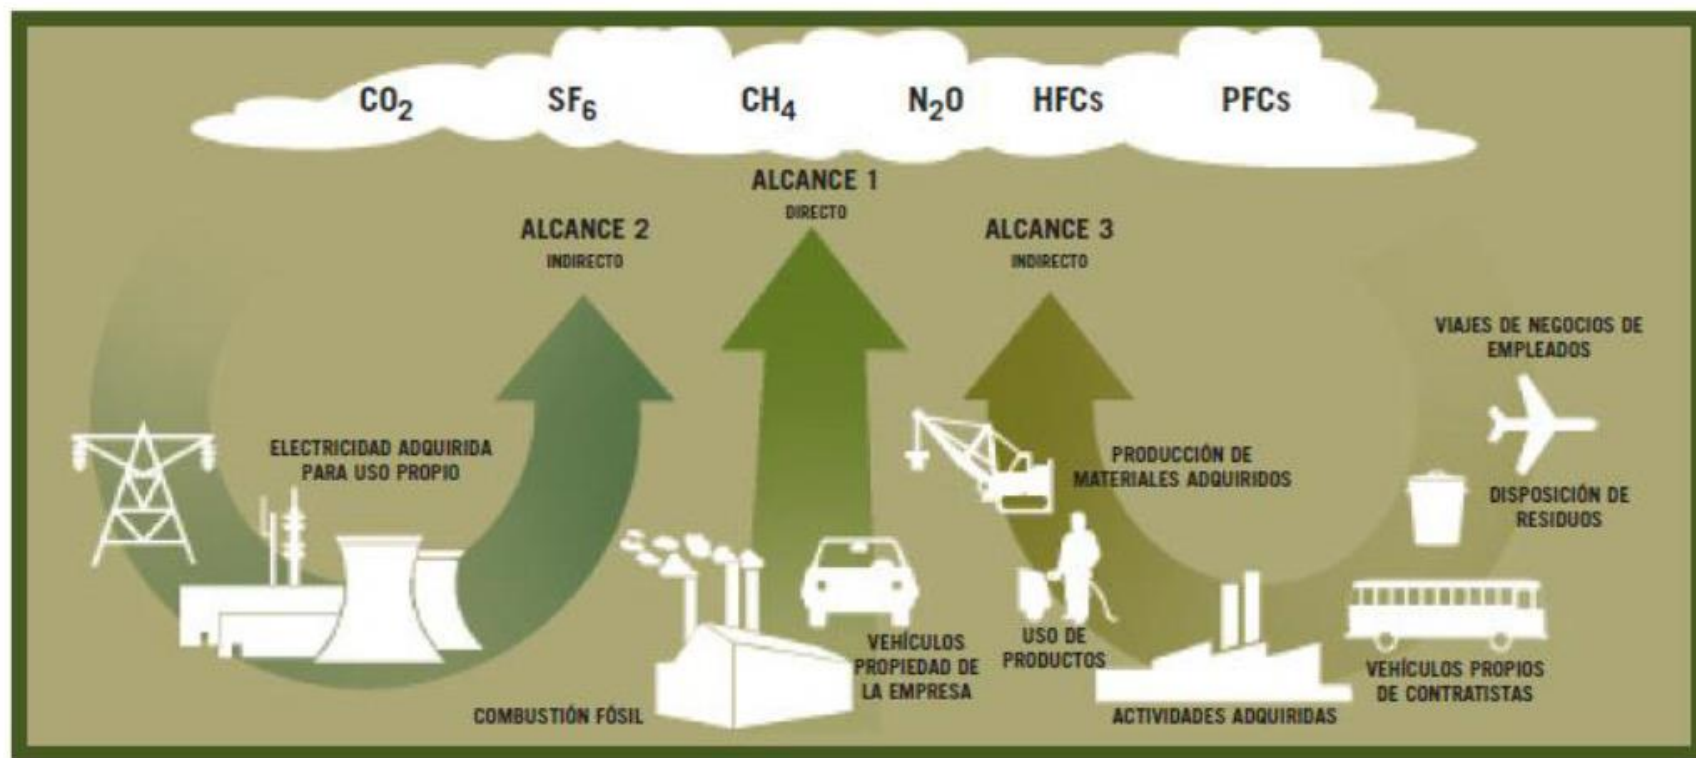 CO₂ SF₆ CH₄ N₂O HFCs PFCs
ALCANCE 1
DIRECTO
ALCANCE 2
INDIRECTO
ALCANCE 3
INDIRECTO
ELECTRICIDAD ADQUIRIDA
PARA USO PROPIO
COMBUSTIÓN FÓSIL
VEHÍCULOS
PROPIEDAD DE
LA EMPRESA
PRODUCCIÓN DE
MATERIALES ADQUIRIDOS
USO DE
PRODUCTOS
ACTIVIDADES ADQUIRIDAS
VIAJES DE NEGOCIOS DE
EMPLEADOS
DISPOSICIÓN DE
RESIDUOS
VEHÍCULOS PROPIOS
DE CONTRATISTAS